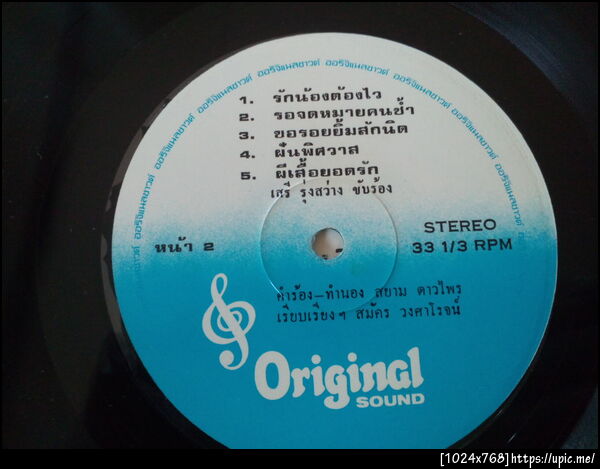 ออริจิแนลซาวด์ ออริจิแนลซาวด์ ออริจิแนลซาวด์ ออริจิแนลซาวด์ ออริจิแนลซาวด์
1. รักน้องต้องไว
2. รอจดหมายคนช้ำ
3. ขอรอยยิ้มสักนิด
4. ฝันพิศวาส
5. ผีเสื้อยอดรัก
เสรี รุ่งสว่าง ขับร้อง
หน้า 2
STEREO
33 1/3 RPM
คำร้อง-ทำนอง สยาม ดาวไพร
เรียบเรียงฯ สมัคร วงศาโรจน์
Original
SOUND
[1024x768]https://upic.me/